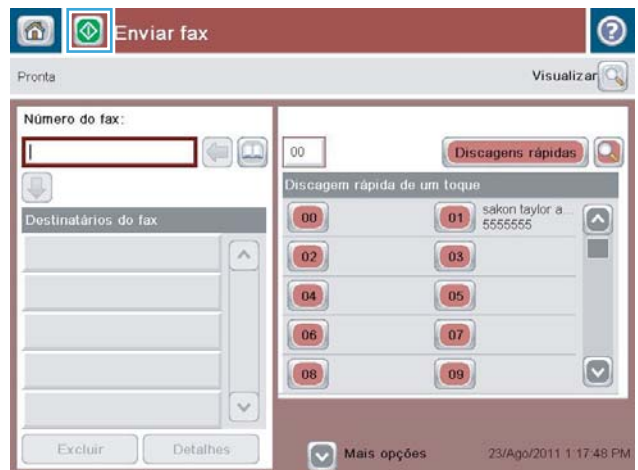 Enviar fax
Pronta
Visualizar
Número do fax:
00
Discagens rápidas
Discagem rápida de um toque
Destinatários do fax
00
01 sakon taylor a...
5555555
02
03
04
05
06
07
08
09
Excluir
Detalhes
Mais opções
23/Ago/2011 1:17:48 PM